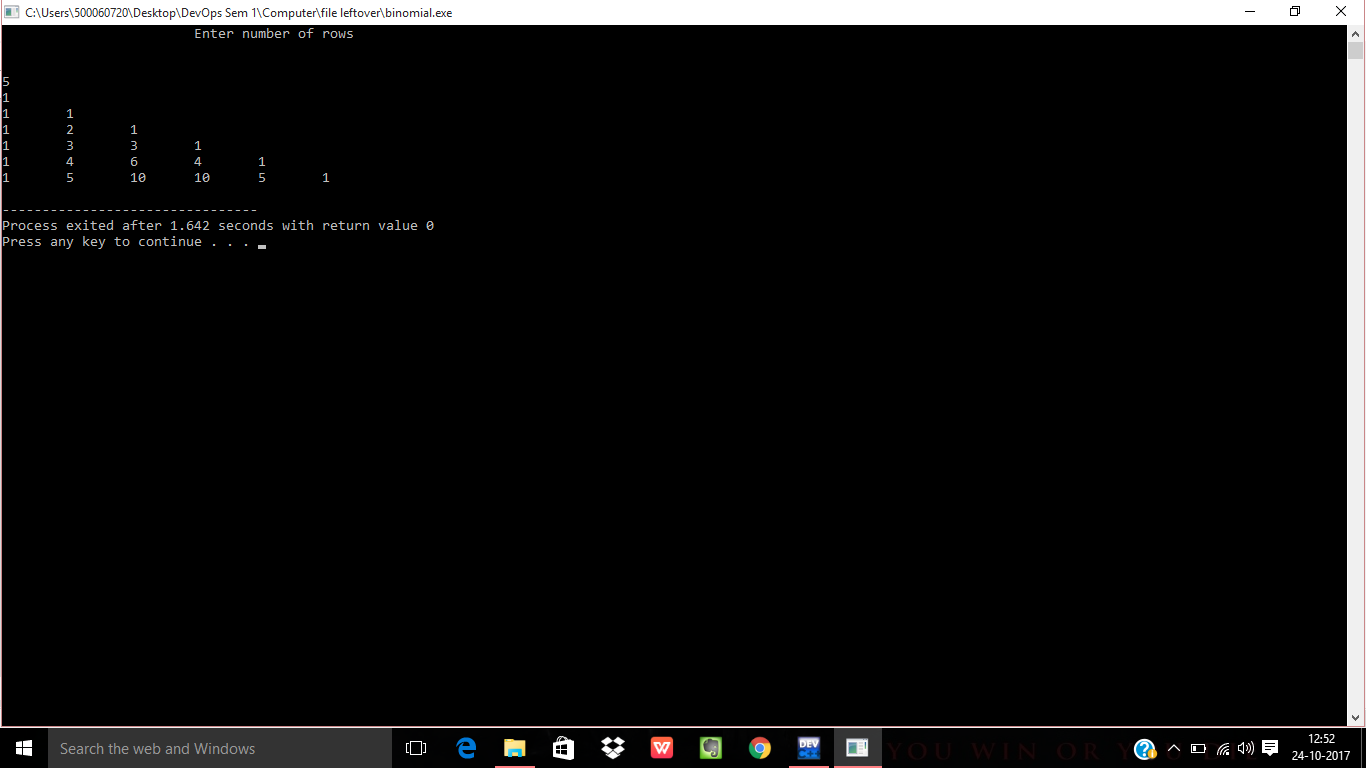 C:\Users\500060720\Desktop\DevOps Sem 1\Computer\file leftover\binomial.exe
Enter number of rows
5
1
1 1
1 2 1
1 3 3 1
1 4 6 4 1
1 5 10 10 5 1
--------------------------------
Process exited after 1.642 seconds with return value 0
Press any key to continue . . .
Search the web and Windows
W
DEV
YOU WIN OR Y
12:52
24-10-2017